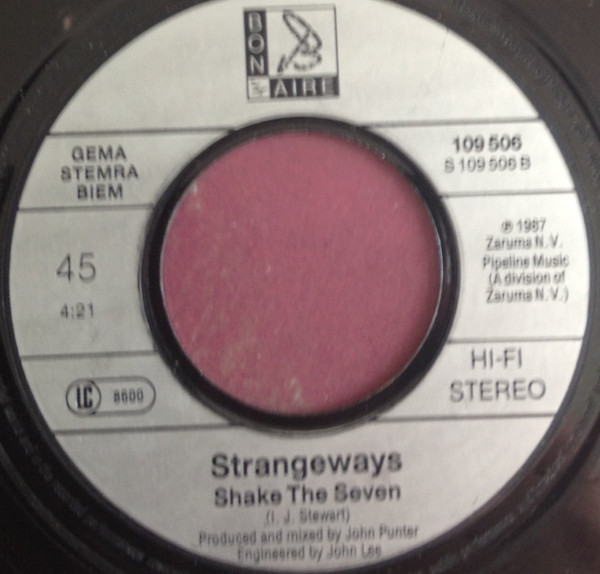 BON
AIRE
GEMA
STEMRA
BIEM
109 506
S 109 506 B
45
4:21
℗ 1987
Zaruma N.V.
Pipeline Music
(A division of
Zaruma N.V.)
LC 8600
HI-FI
STEREO
Strangeways
Shake The Seven
(I. J. Stewart)
Produced and mixed by John Punter
Engineered by John Lee